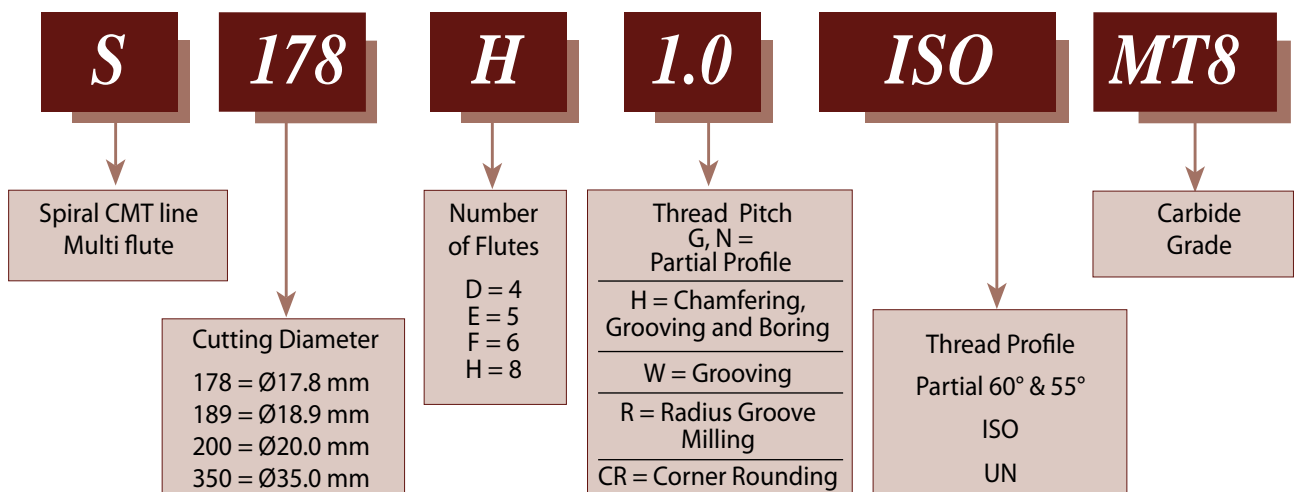 S 178 H 1.0 ISO MT8
Spiral CMT line
Multi flute
Cutting Diameter
178 = Ø17.8 mm
189 = Ø18.9 mm
200 = Ø20.0 mm
350 = Ø35.0 mm
Number
of Flutes
D = 4
E = 5
F = 6
H = 8
Thread Pitch
G, N =
Partial Profile
H = Chamfering,
Grooving and Boring
W = Grooving
R = Radius Groove
Milling
CR = Corner Rounding
Thread Profile
Partial 60° & 55°
ISO
UN
Carbide
Grade